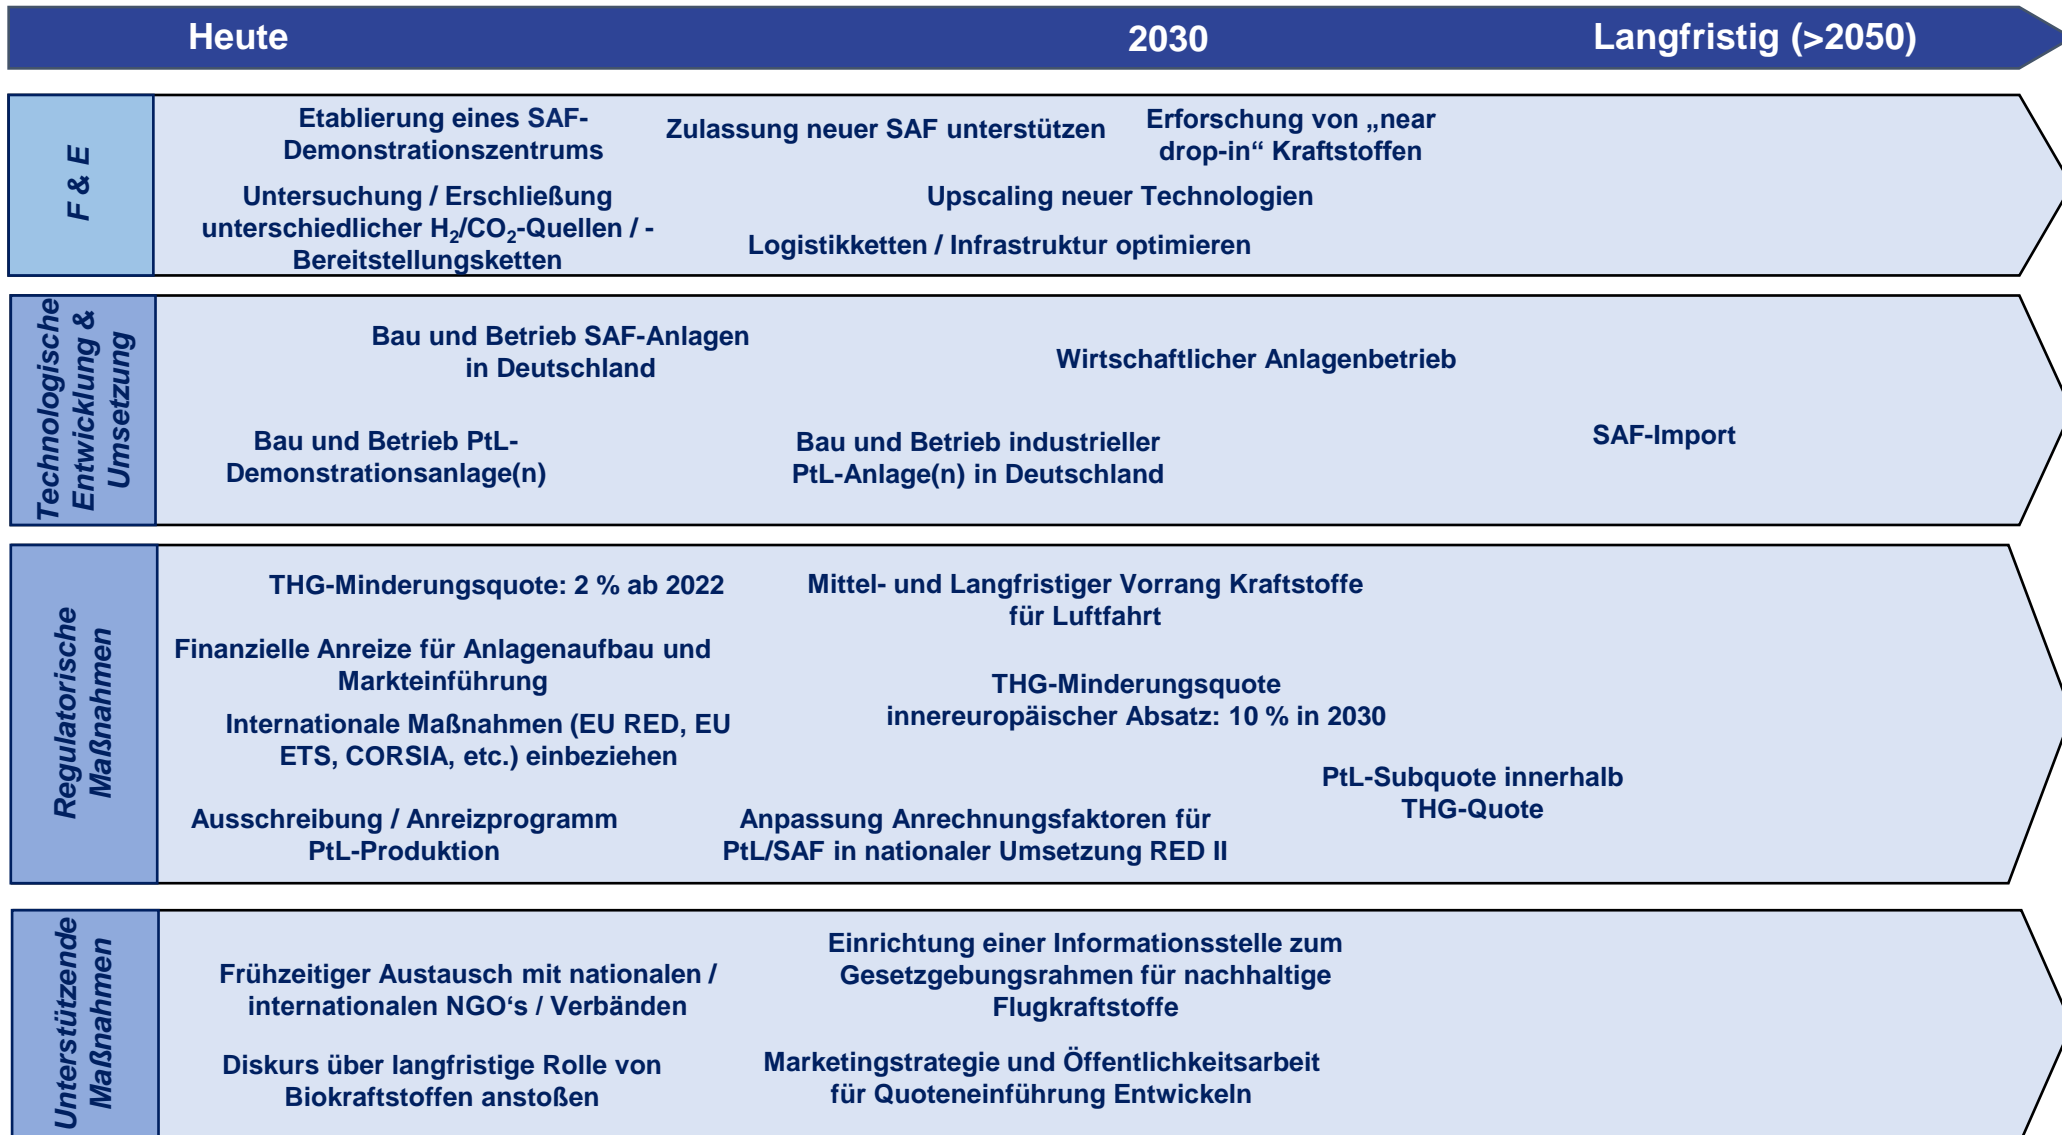 Heute
2030
Langfristig (>2050)
F & E
Etablierung eines SAF-
Demonstrationszentrums
Zulassung neuer SAF unterstützen
Erforschung von „near
drop-in“ Kraftstoffen
Untersuchung / Erschließung
unterschiedlicher H₂/CO₂-Quellen / -
Bereitstellungsketten
Upscaling neuer Technologien
Logistikketten / Infrastruktur optimieren
Technologische
Entwicklung &
Umsetzung
Bau und Betrieb SAF-Anlagen
in Deutschland
Wirtschaftlicher Anlagenbetrieb
Bau und Betrieb PtL-
Demonstrationsanlage(n)
Bau und Betrieb industrieller
PtL-Anlage(n) in Deutschland
SAF-Import
Regulatorische
Maßnahmen
THG-Minderungsquote: 2 % ab 2022
Mittel- und Langfristiger Vorrang Kraftstoffe
für Luftfahrt
Finanzielle Anreize für Anlagenaufbau und
Markteinführung
THG-Minderungsquote
innereuropäischer Absatz: 10 % in 2030
Internationale Maßnahmen (EU RED, EU
ETS, CORSIA, etc.) einbeziehen
PtL-Subquote innerhalb
THG-Quote
Ausschreibung / Anreizprogramm
PtL-Produktion
Anpassung Anrechnungsfaktoren für
PtL/SAF in nationaler Umsetzung RED II
Unterstützende
Maßnahmen
Frühzeitiger Austausch mit nationalen /
internationalen NGO‘s / Verbänden
Einrichtung einer Informationsstelle zum
Gesetzgebungsrahmen für nachhaltige
Flugkraftstoffe
Diskurs über langfristige Rolle von
Biokraftstoffen anstoßen
Marketingstrategie und Öffentlichkeitsarbeit
für Quoteneinführung Entwickeln